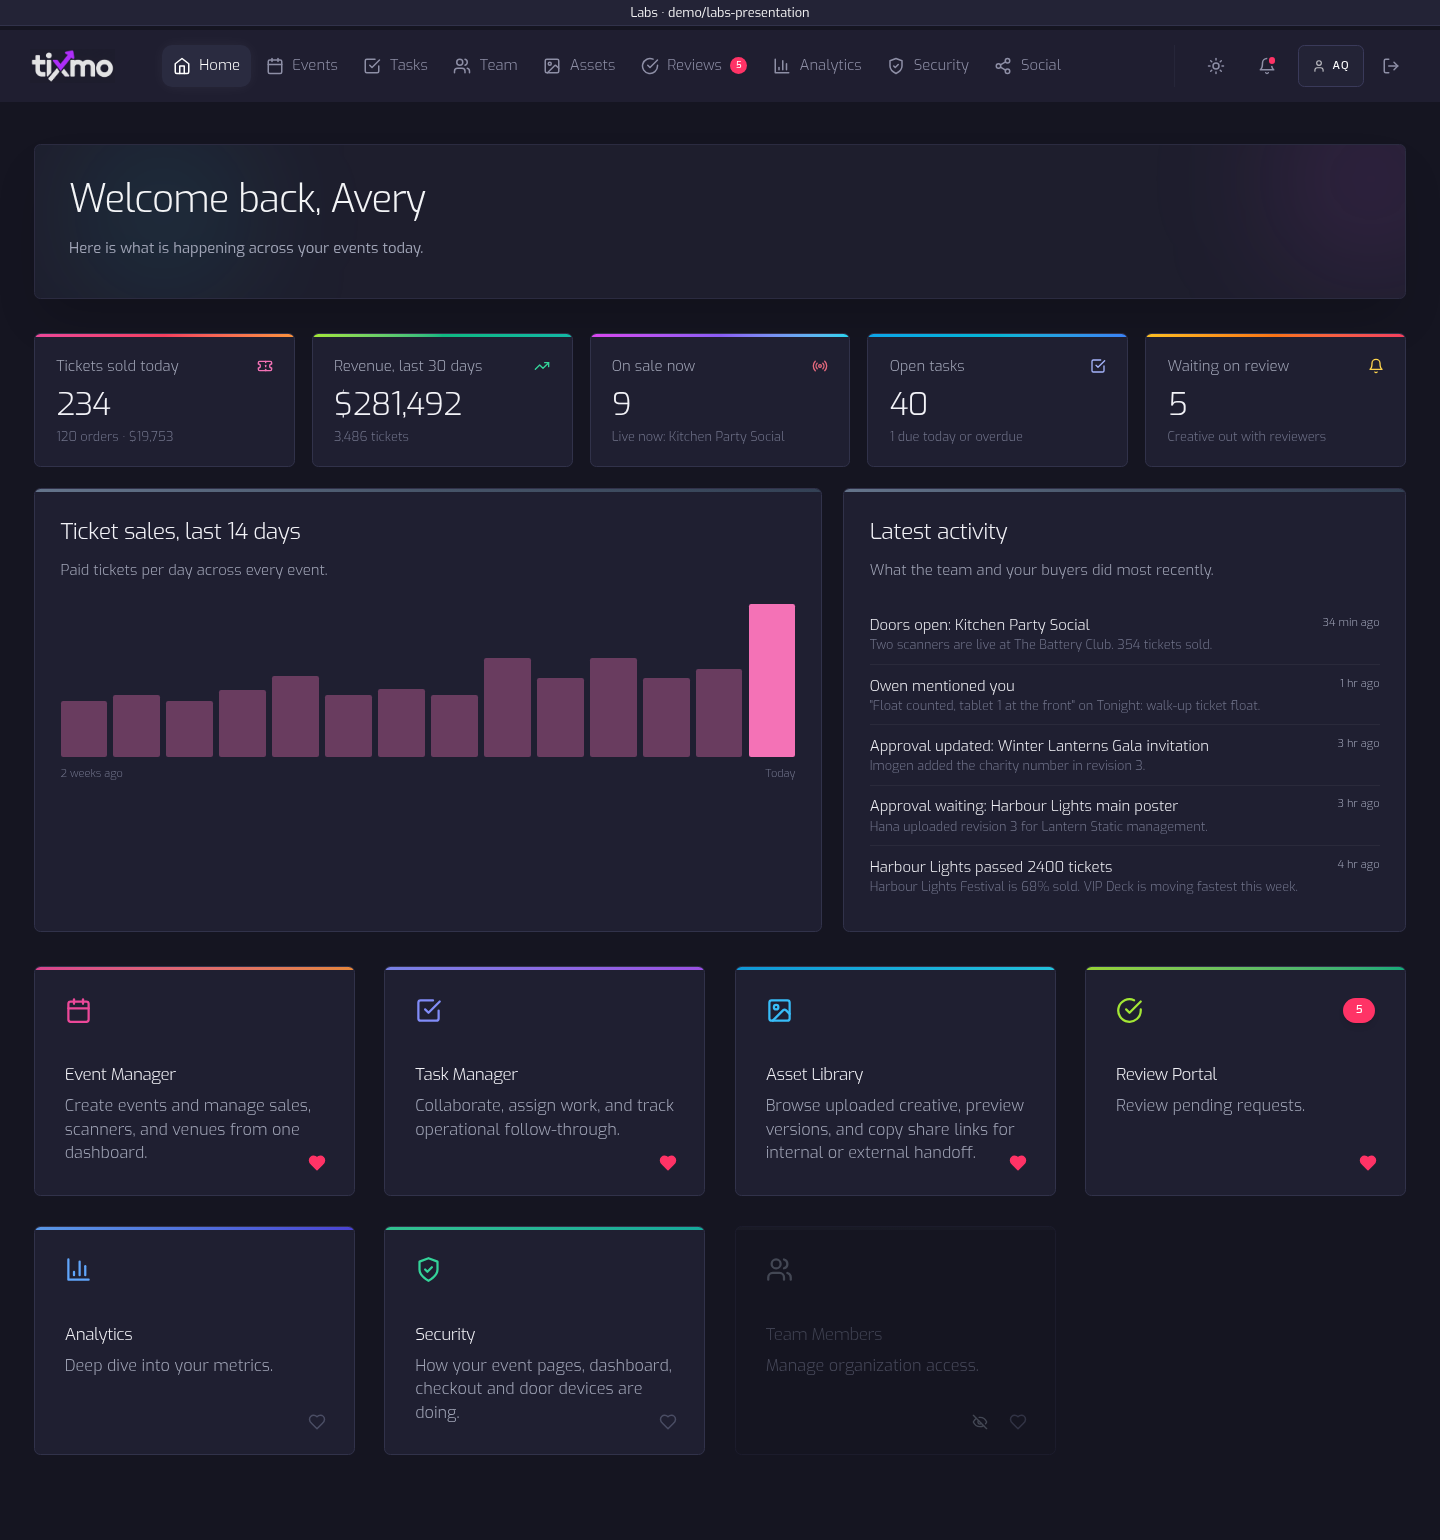 Labs · demo/labs-presentation
tixmo
Home
Events
Tasks
Team
Assets
Reviews 5
Analytics
Security
Social
AQ
Welcome back, Avery
Here is what is happening across your events today.
Tickets sold today
234
120 orders · $19,753
Revenue, last 30 days
$281,492
3,486 tickets
On sale now
9
Live now: Kitchen Party Social
Open tasks
40
1 due today or overdue
Waiting on review
5
Creative out with reviewers
Ticket sales, last 14 days
Paid tickets per day across every event.
2 weeks ago
Today
Latest activity
What the team and your buyers did most recently.
Doors open: Kitchen Party Social
34 min ago
Two scanners are live at The Battery Club. 354 tickets sold.
Owen mentioned you
1 hr ago
"Float counted, tablet 1 at the front" on Tonight: walk-up ticket float.
Approval updated: Winter Lanterns Gala invitation
3 hr ago
Imogen added the charity number in revision 3.
Approval waiting: Harbour Lights main poster
3 hr ago
Hana uploaded revision 3 for Lantern Static management.
Harbour Lights passed 2400 tickets
4 hr ago
Harbour Lights Festival is 68% sold. VIP Deck is moving fastest this week.
Event Manager
Create events and manage sales,
scanners, and venues from one
dashboard.
Task Manager
Collaborate, assign work, and track
operational follow-through.
Asset Library
Browse uploaded creative, preview
versions, and copy share links for
internal or external handoff.
5
Review Portal
Review pending requests.
Analytics
Deep dive into your metrics.
Security
How your event pages, dashboard,
checkout and door devices are
doing.
Team Members
Manage organization access.